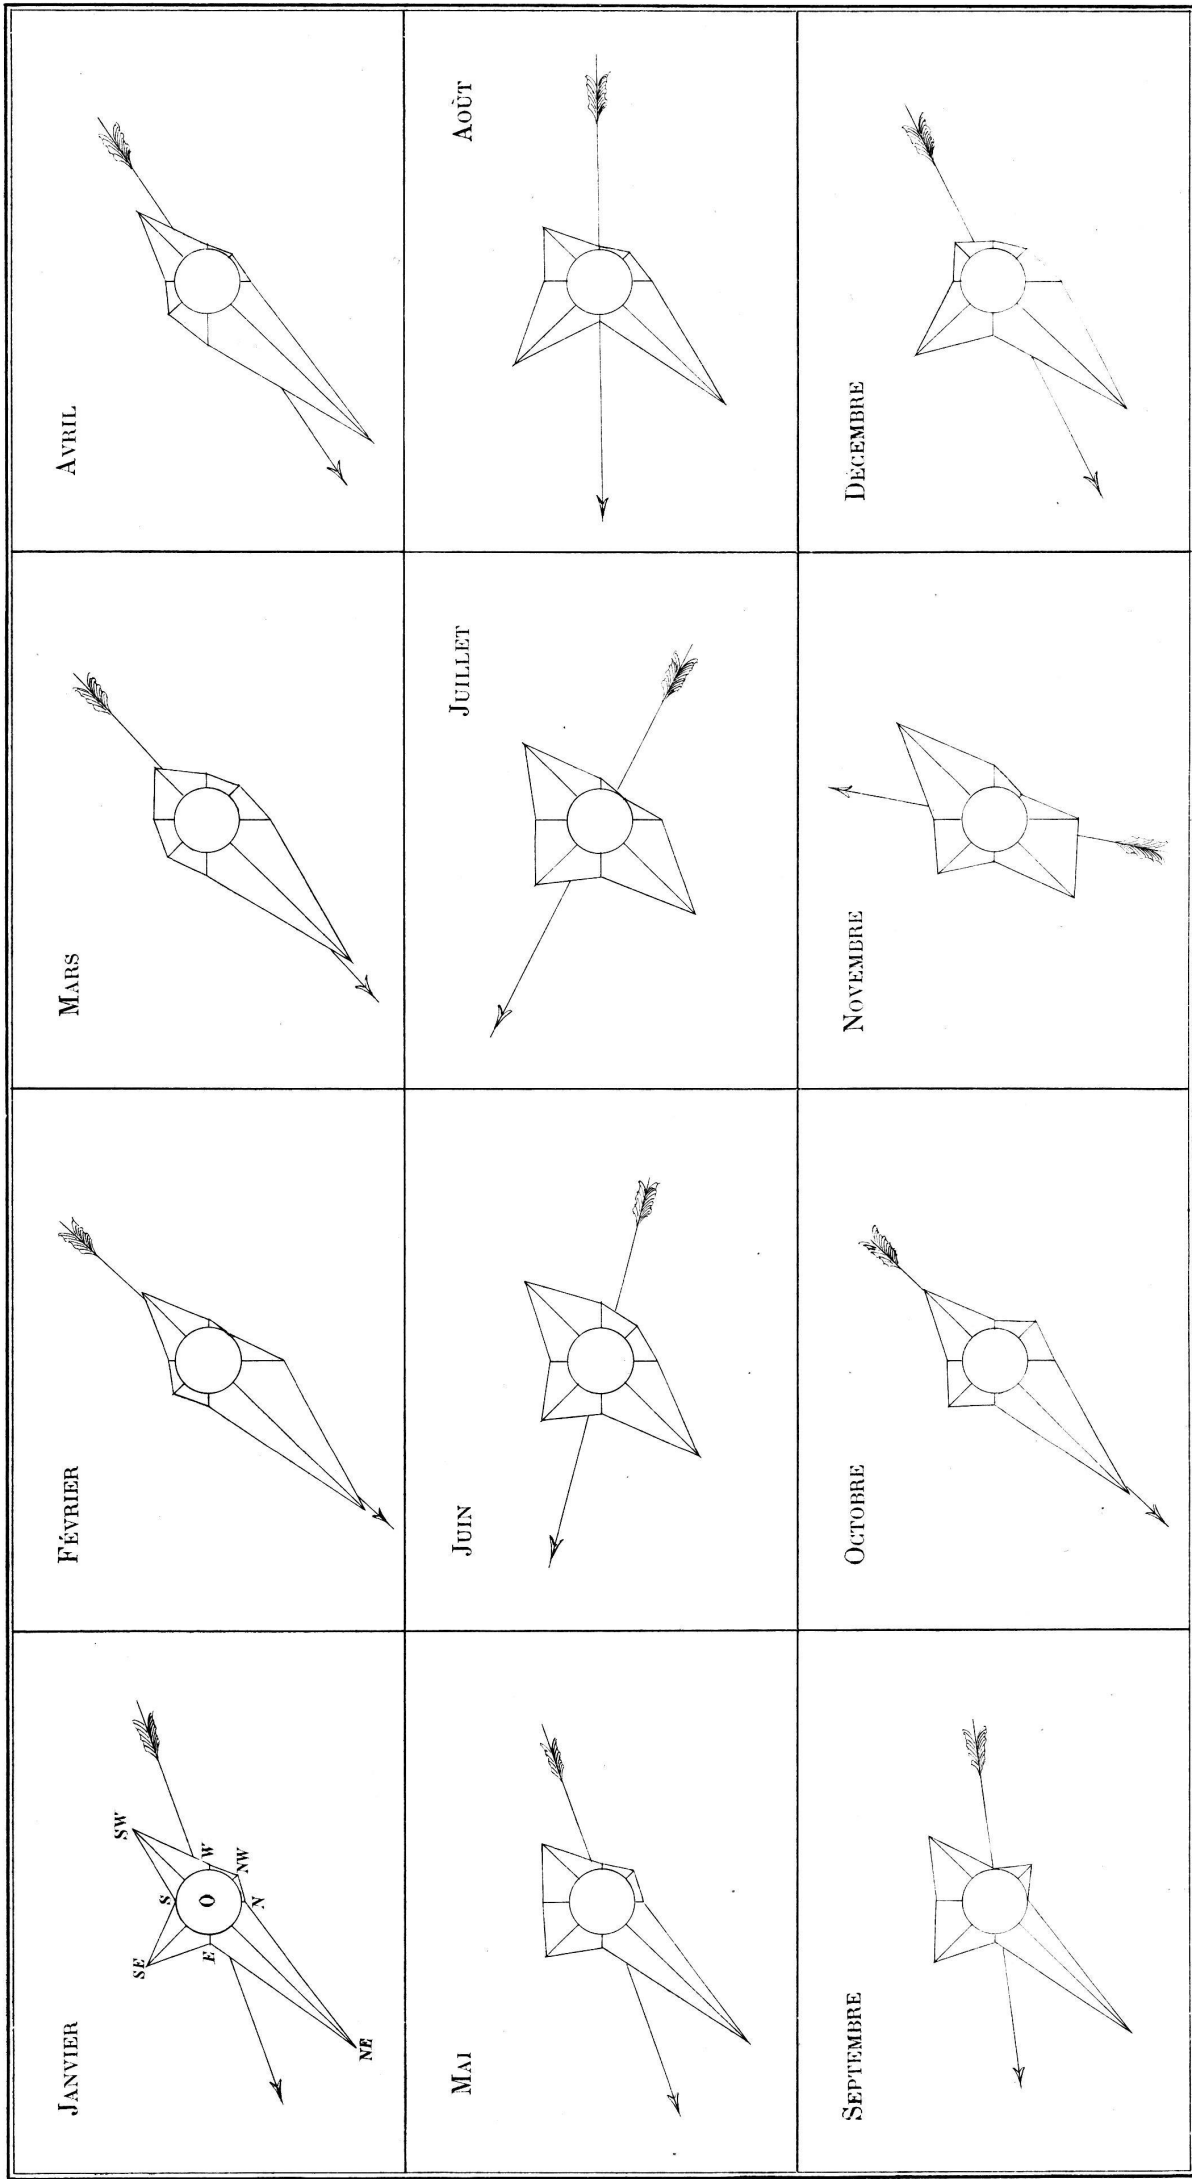 JANVIER
SE
S
SW
E
O
W
NW
N
NE
FÉVRIER
MARS
AVRIL
MAI
JUIN
JUILLET
AOÛT
SEPTEMBRE
OCTOBRE
NOVEMBRE
DÉCEMBRE